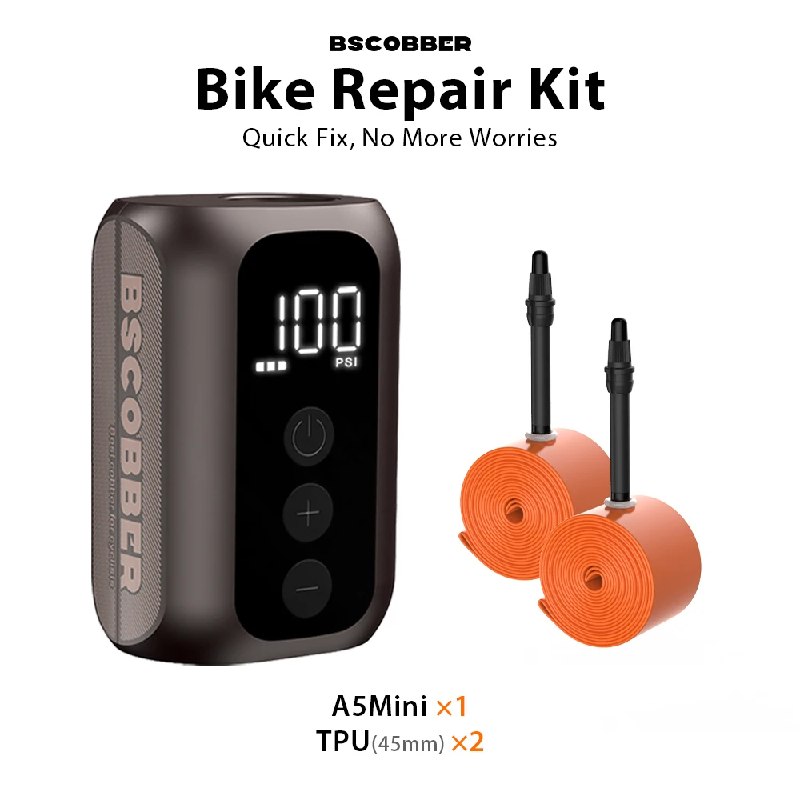 BSCOBBER
Bike Repair Kit
Quick Fix, No More Worries
100
PSI
BSCOBBER
A5Mini ×1
TPU(45mm) ×2